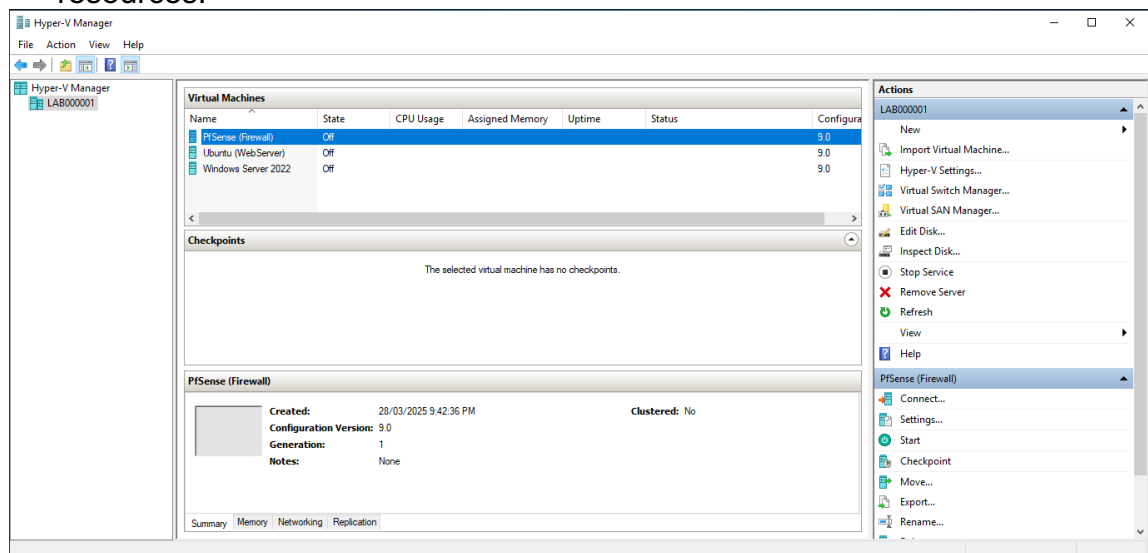 resources.
Hyper-V Manager
File Action View Help
Hyper-V Manager
LAB000001
Virtual Machines
Name State CPU Usage Assigned Memory Uptime Status Configura
PfSense (Firewall) Off 9.0
Ubuntu (WebServer) Off 9.0
Windows Server 2022 Off 9.0
Checkpoints
The selected virtual machine has no checkpoints.
PfSense (Firewall)
Created: 28/03/2025 9:42:36 PM Clustered: No
Configuration Version: 9.0
Generation: 1
Notes: None
Summary Memory Networking Replication
Actions
LAB000001
New
Import Virtual Machine...
Hyper-V Settings...
Virtual Switch Manager...
Virtual SAN Manager...
Edit Disk...
Inspect Disk...
Stop Service
Remove Server
Refresh
View
Help
PfSense (Firewall)
Connect...
Settings...
Start
Checkpoint
Move...
Export...
Rename...